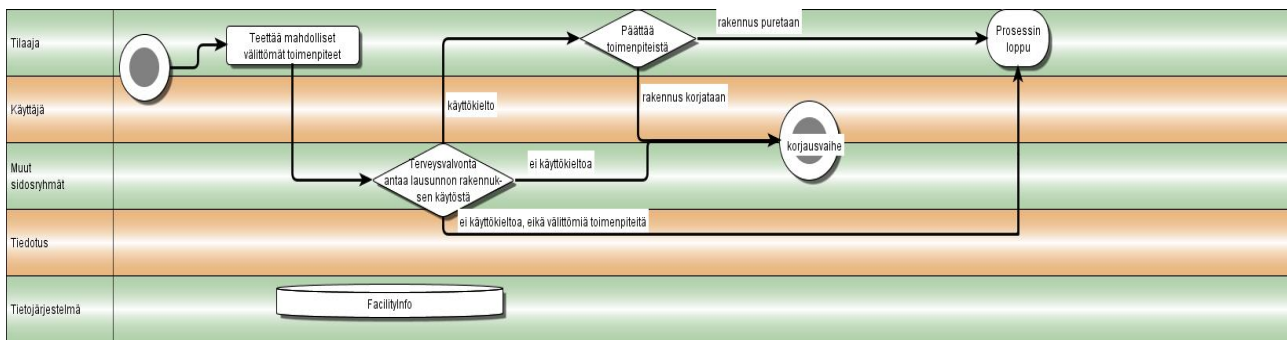 Tilaaja
Teettää mahdolliset
välittömät toimenpiteet
Päättää
toimenpiteistä
rakennus puretaan
Prosessin
loppu
Käyttäjä
käyttökielto
rakennus korjataan
korjausvaihe
Muut
sidosryhmät
Terveysvalvonta
antaa lausunnon rakennuk-
sen käytöstä
ei käyttökieltoa
ei käyttökieltoa, eikä välittömiä toimenpiteitä
Tiedotus
Tietojärjestelmä
FacilityInfo